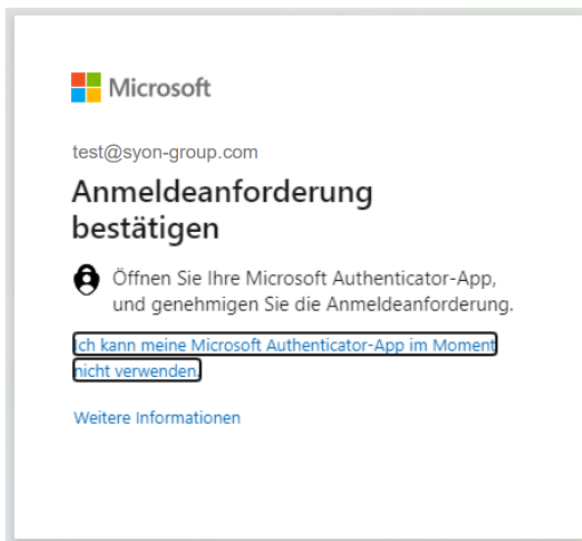 Microsoft
test@syon-group.com
Anmeldeanforderung
bestätigen
Öffnen Sie Ihre Microsoft Authenticator-App,
und genehmigen Sie die Anmeldeanforderung.
Ich kann meine Microsoft Authenticator-App im Moment
nicht verwenden.
Weitere Informationen